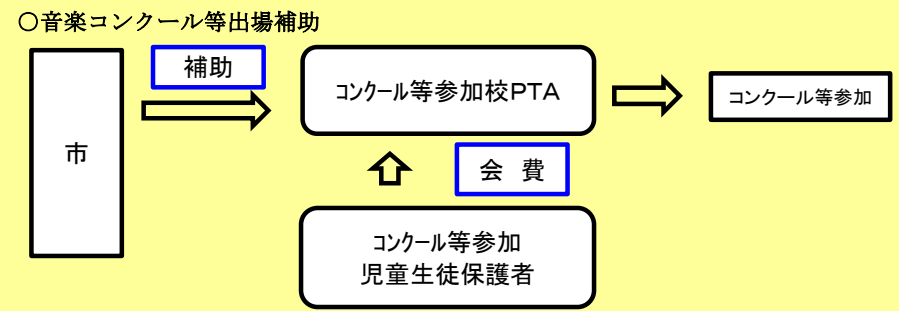 ○音楽コンクール等出場補助
補助
市
ｺﾝｸｰﾙ等参加校PTA
コンクール等参加
会 費
ｺﾝｸｰﾙ等参加
児童生徒保護者